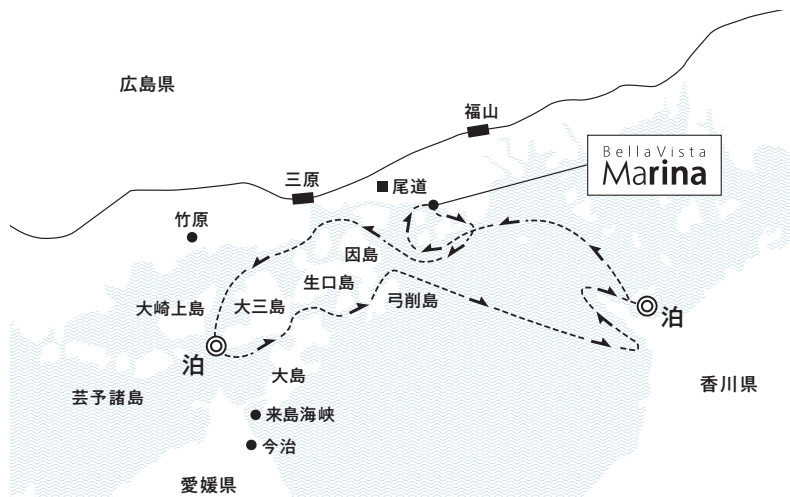 広島県
福山
BellaVista
Marina
三原
尾道
竹原
因島
生口島
大崎上島
大三島
弓削島
泊
泊
大島
芸予諸島
香川県
来島海峡
今治
愛媛県